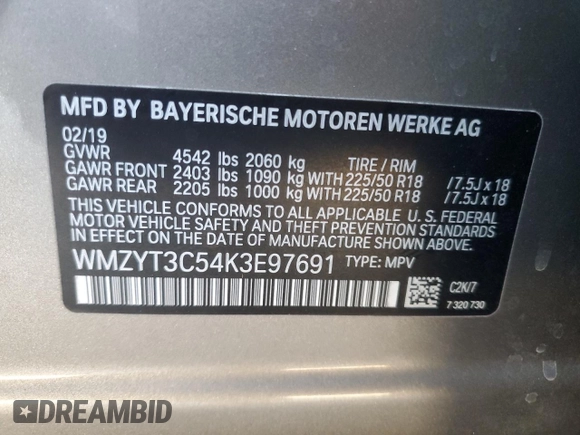 MFD BY BAYERISCHE MOTOREN WERKE AG
02/19
GVWR 4542 lbs 2060 kg TIRE / RIM
GAWR FRONT 2403 lbs 1090 kg WITH 225/50 R18 / 7.5J x 18
GAWR REAR 2205 lbs 1000 kg WITH 225/50 R18 / 7.5J x 18
THIS VEHICLE CONFORMS TO ALL APPLICABLE U. S. FEDERAL
MOTOR VEHICLE SAFETY AND THEFT PREVENTION STANDARDS
IN EFFECT ON THE DATE OF MANUFACTURE SHOWN ABOVE.
WMZYT3C54K3E97691 TYPE: MPV
C2K/7
7 320 730
DREAMBID